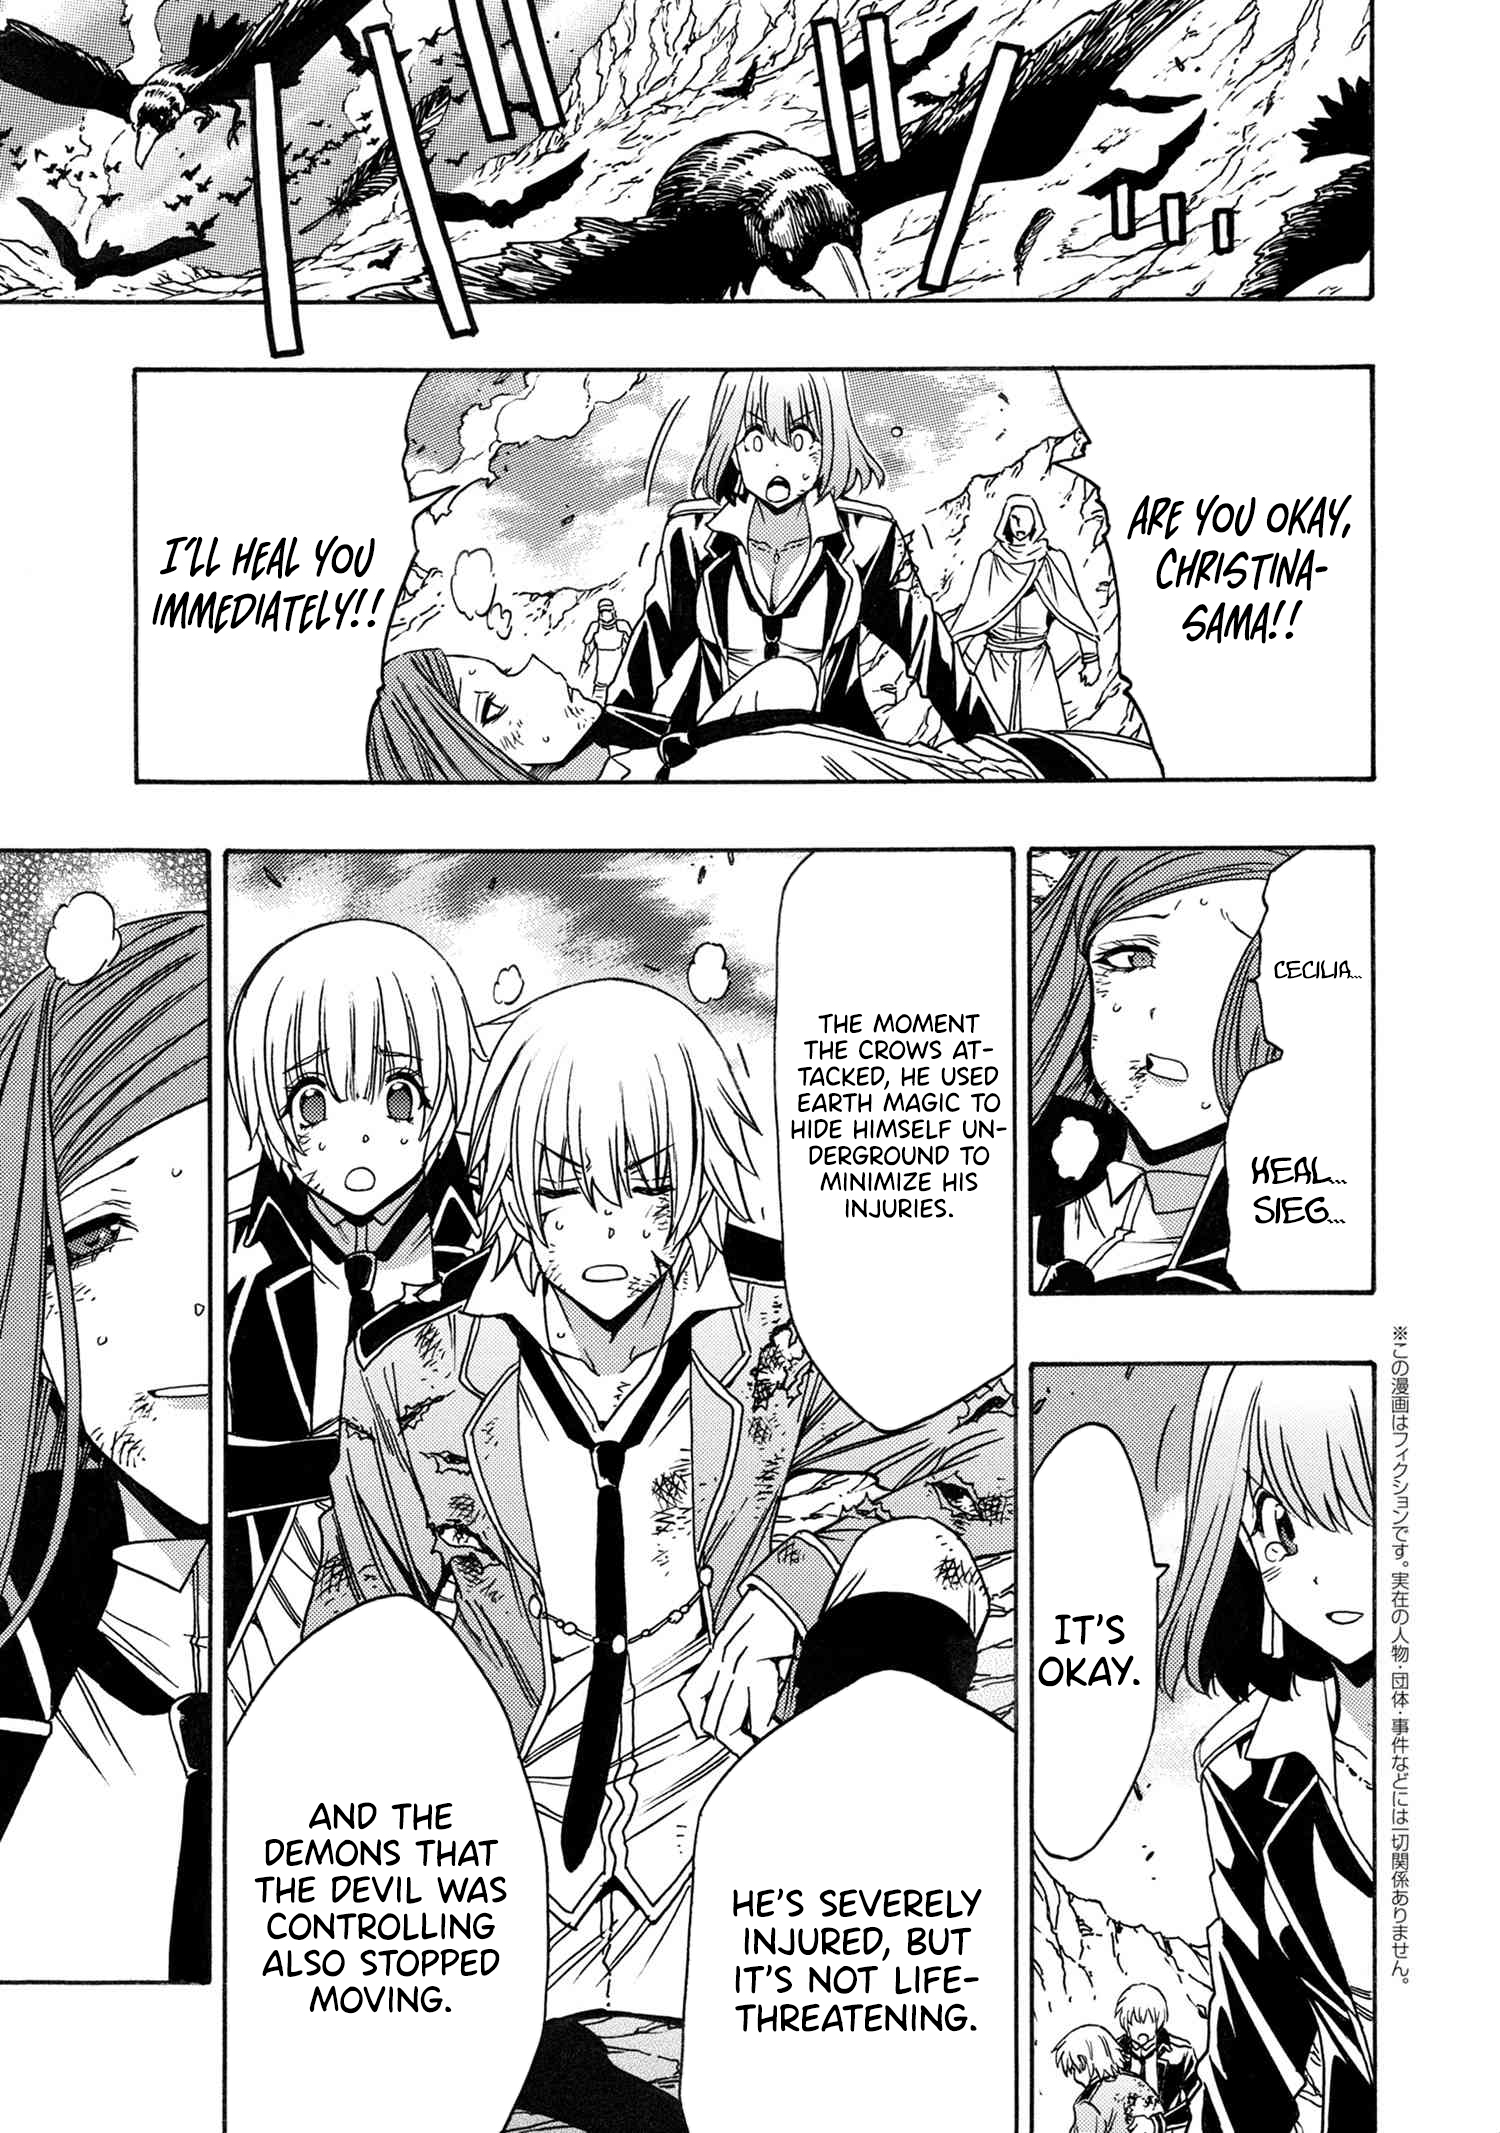 ARE YOU OKAY,
CHRISTINA-
SAMA!!
I'LL HEAL YOU
IMMEDIATELY!!
CECILIA...
HEAL...
SIEG...
IT'S
OKAY.
THE MOMENT
THE CROWS AT-
TACKED, HE USED
EARTH MAGIC TO
HIDE HIMSELF UN-
DERGROUND TO
MINIMIZE HIS
INJURIES.
HE'S SEVERELY
INJURED, BUT
IT'S NOT LIFE-
THREATENING.
AND THE
DEMONS THAT
THE DEVIL WAS
CONTROLLING
ALSO STOPPED
MOVING.
※この漫画はフィクションです。実在の人物・団体・事件などには一切関係ありません。